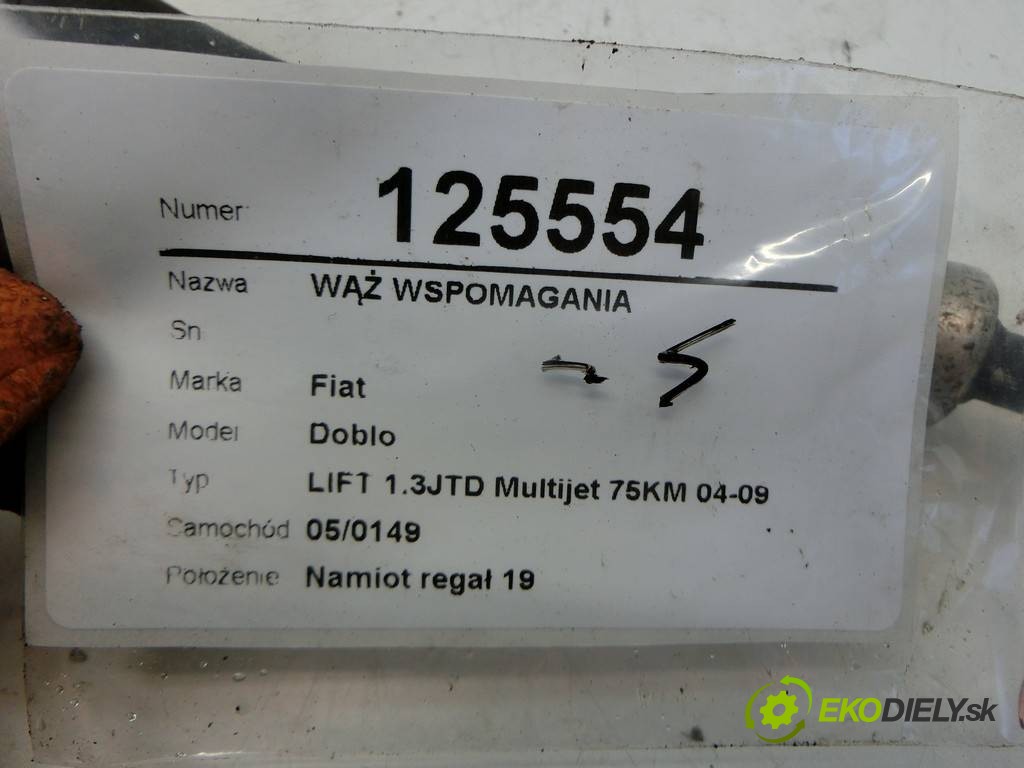 Numer 125554
Nazwa WĄŻ WSPOMAGANIA
Sn
- 5
Marka Fiat
Model Doblo
Typ LIFT 1.3JTD Multijet 75KM 04-09
Samochód 05/0149
Położenie Namiot regał 19
EKODIELY.sk